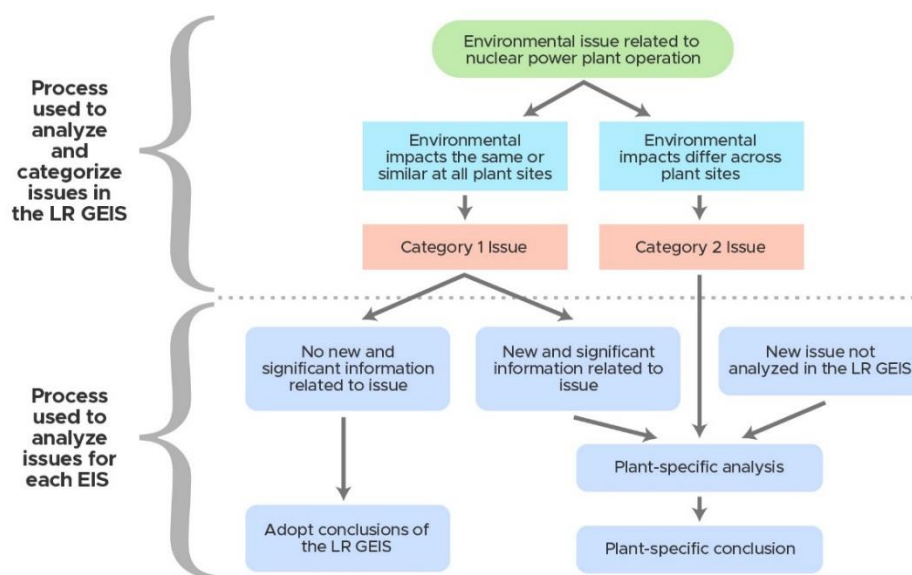 Process
used to
analyze
and
categorize
issues in
the LR GEIS
Environmental issue related to
nuclear power plant operation
Environmental
impacts the same or
similar at all plant sites
Environmental
impacts differ across
plant sites
Category 1 Issue
Category 2 Issue
Process
used to
analyze
issues for
each EIS
No new and
significant information
related to issue
New and significant
information related to
issue
New issue not
analyzed in the LR GEIS
Plant-specific analysis
Adopt conclusions of
the LR GEIS
Plant-specific conclusion